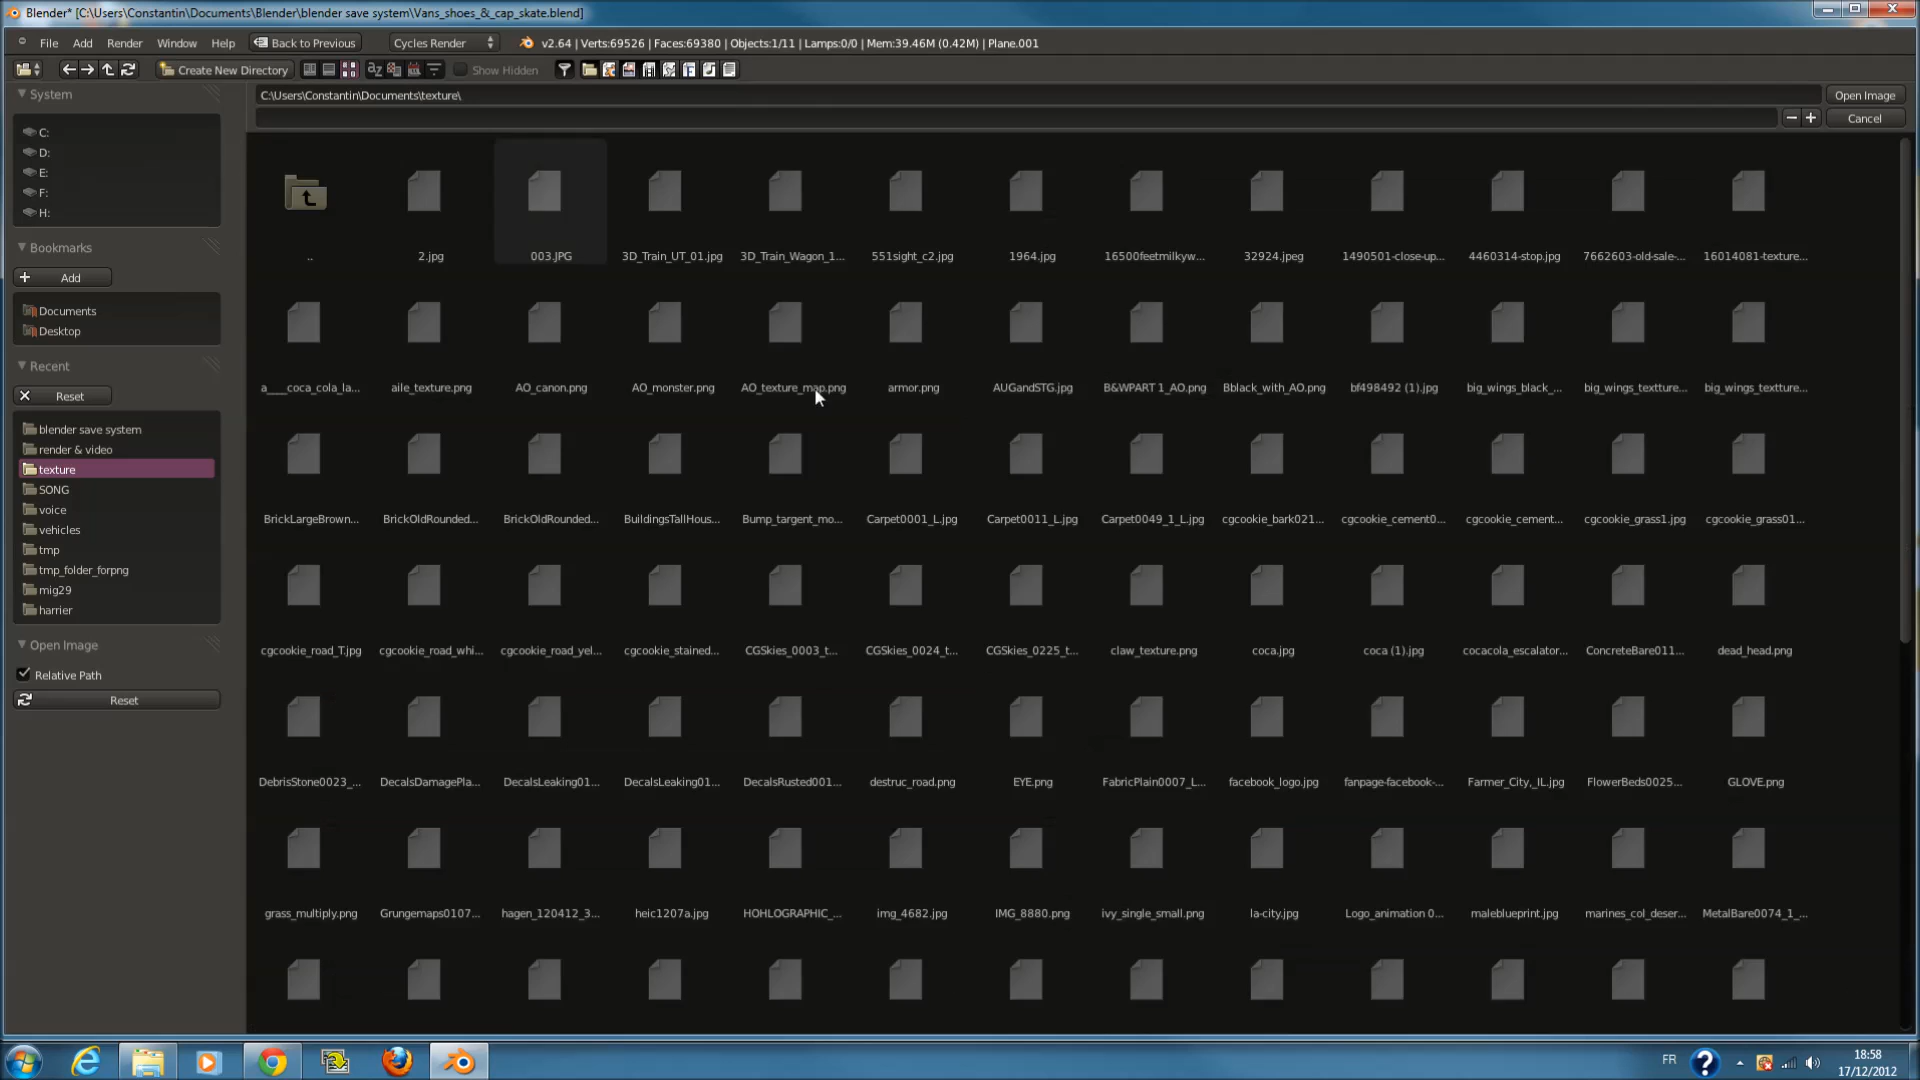 Blender* [C:\Users\Constantin\Documents\Blender\blender save system\Vans_shoes_&_cap_skate.blend]
File Add Render Window Help Back to Previous Cycles Render v2.64 | Verts:69526 | Faces:69380 | Objects:1/11 | Lamps:0/0 | Mem:39.46M (0.42M) | Plane.001
Create New Directory Show Hidden
System
C:\Users\Constantin\Documents\texture\ Open Image
Cancel
C:
D:
E:
F:
H:
Bookmarks
Add
Documents
Desktop
Recent
Reset
blender save system
render & video
texture
SONG
voice
vehicles
tmp
tmp_folder_forpng
mig29
harrier
Open Image
Relative Path
Reset
.. 2.jpg 003.JPG 3D_Train_UT_01.jpg 3D_Train_Wagon_1... 551sight_c2.jpg 1964.jpg 16500feetmilkyw... 32924.jpeg 1490501-close-up... 4460314-stop.jpg 7662603-old-sale-... 16014081-texture...
a___coca_cola_la... aile_texture.png AO_canon.png AO_monster.png AO_texture_map.png armor.png AUGandSTG.jpg B&WPART 1_AO.png Bblack_with_AO.png bf498492 (1).jpg big_wings_black_... big_wings_textture... big_wings_textture...
BrickLargeBrown... BrickOldRounded... BrickOldRounded... BuildingsTallHous... Bump_targent_mo... Carpet0001_L.jpg Carpet0011_L.jpg Carpet0049_1_L.jpg cgcookie_bark021... cgcookie_cement0... cgcookie_cement... cgcookie_grass1.jpg cgcookie_grass01...
cgcookie_road_T.jpg cgcookie_road_whi... cgcookie_road_yel... cgcookie_stained... CGSkies_0003_t... CGSkies_0024_t... CGSkies_0225_t... claw_texture.png coca.jpg coca (1).jpg cocacola_escalator... ConcreteBare011... dead_head.png
DebrisStone0023_... DecalsDamagePla... DecalsLeaking01... DecalsLeaking01... DecalsRusted001... destruc_road.png EYE.png FabricPlain0007_L... facebook_logo.jpg fanpage-facebook-... Farmer_City,_IL.jpg FlowerBeds0025... GLOVE.png
grass_multiply.png Grungemaps0107... hagen_120412_3... heic1207a.jpg HOHLOGRAPHIC_... img_4682.jpg IMG_8880.png ivy_single_small.png la-city.jpg Logo_animation 0... maleblueprint.jpg marines_col_deser... MetalBare0074_1_...
FR
18:58
17/12/2012